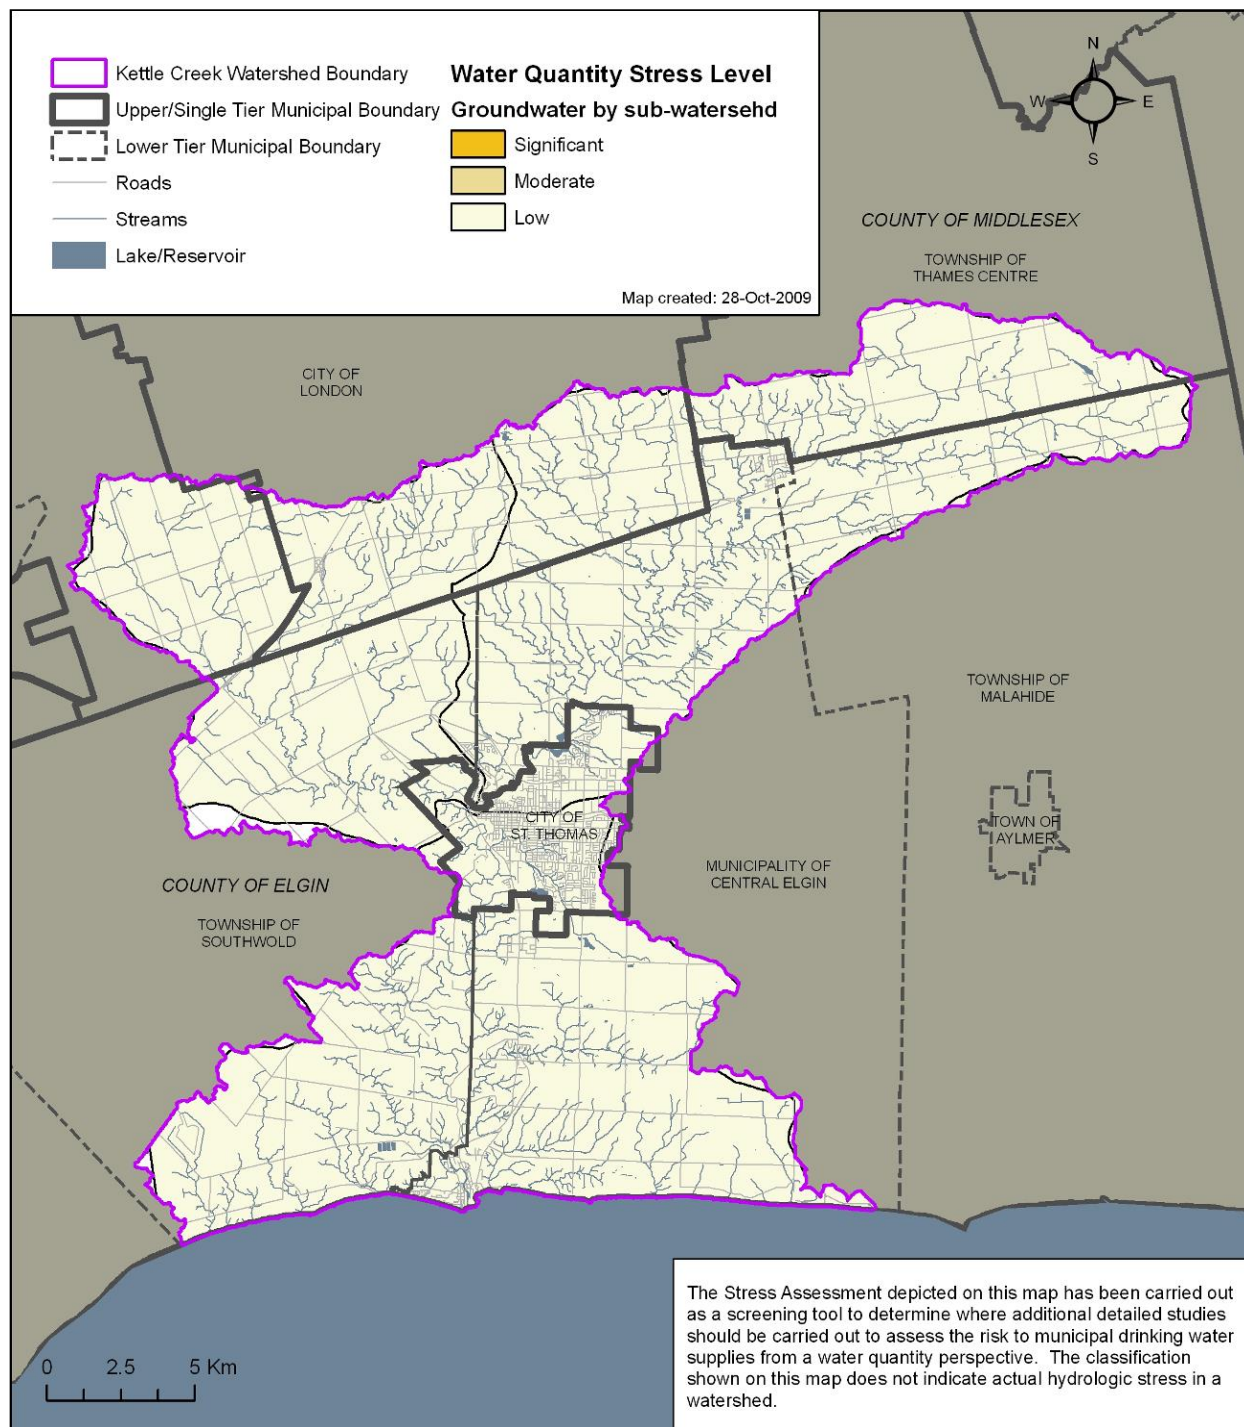 Kettle Creek Watershed Boundary
Upper/Single Tier Municipal Boundary
Lower Tier Municipal Boundary
Roads
Streams
Lake/Reservoir
Water Quantity Stress Level
Groundwater by sub-watersehd
Significant
Moderate
Low
Map created: 28-Oct-2009
N
W
E
S
COUNTY OF MIDDLESEX
TOWNSHIP OF
THAMES CENTRE
CITY OF
LONDON
TOWNSHIP OF
MALAHIDE
TOWN OF
AYLMER
CITY OF
ST. THOMAS
MUNICIPALITY OF
CENTRAL ELGIN
COUNTY OF ELGIN
TOWNSHIP OF
SOUTHWOLD
0 2.5 5 Km
The Stress Assessment depicted on this map has been carried out
as a screening tool to determine where additional detailed studies
should be carried out to assess the risk to municipal drinking water
supplies from a water quantity perspective. The classification
shown on this map does not indicate actual hydrologic stress in a
watershed.